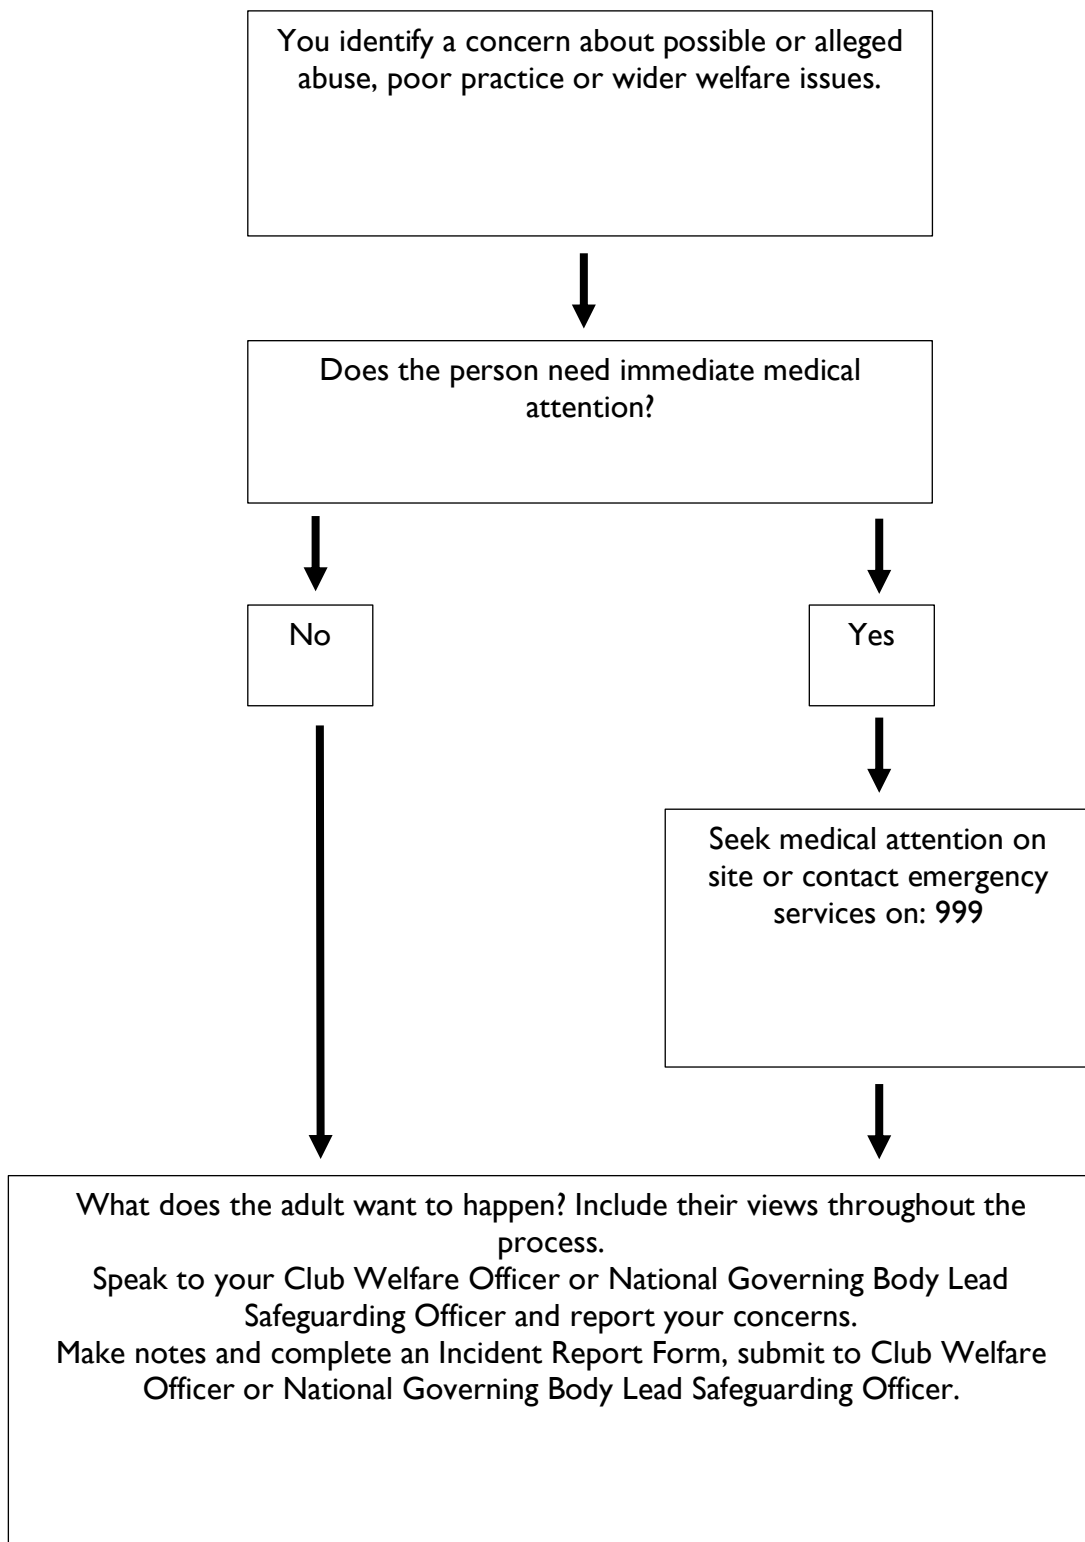 You identify a concern about possible or alleged
abuse, poor practice or wider welfare issues.
Does the person need immediate medical
attention?
No
Yes
Seek medical attention on
site or contact emergency
services on: 999
What does the adult want to happen? Include their views throughout the
process.
Speak to your Club Welfare Officer or National Governing Body Lead
Safeguarding Officer and report your concerns.
Make notes and complete an Incident Report Form, submit to Club Welfare
Officer or National Governing Body Lead Safeguarding Officer.